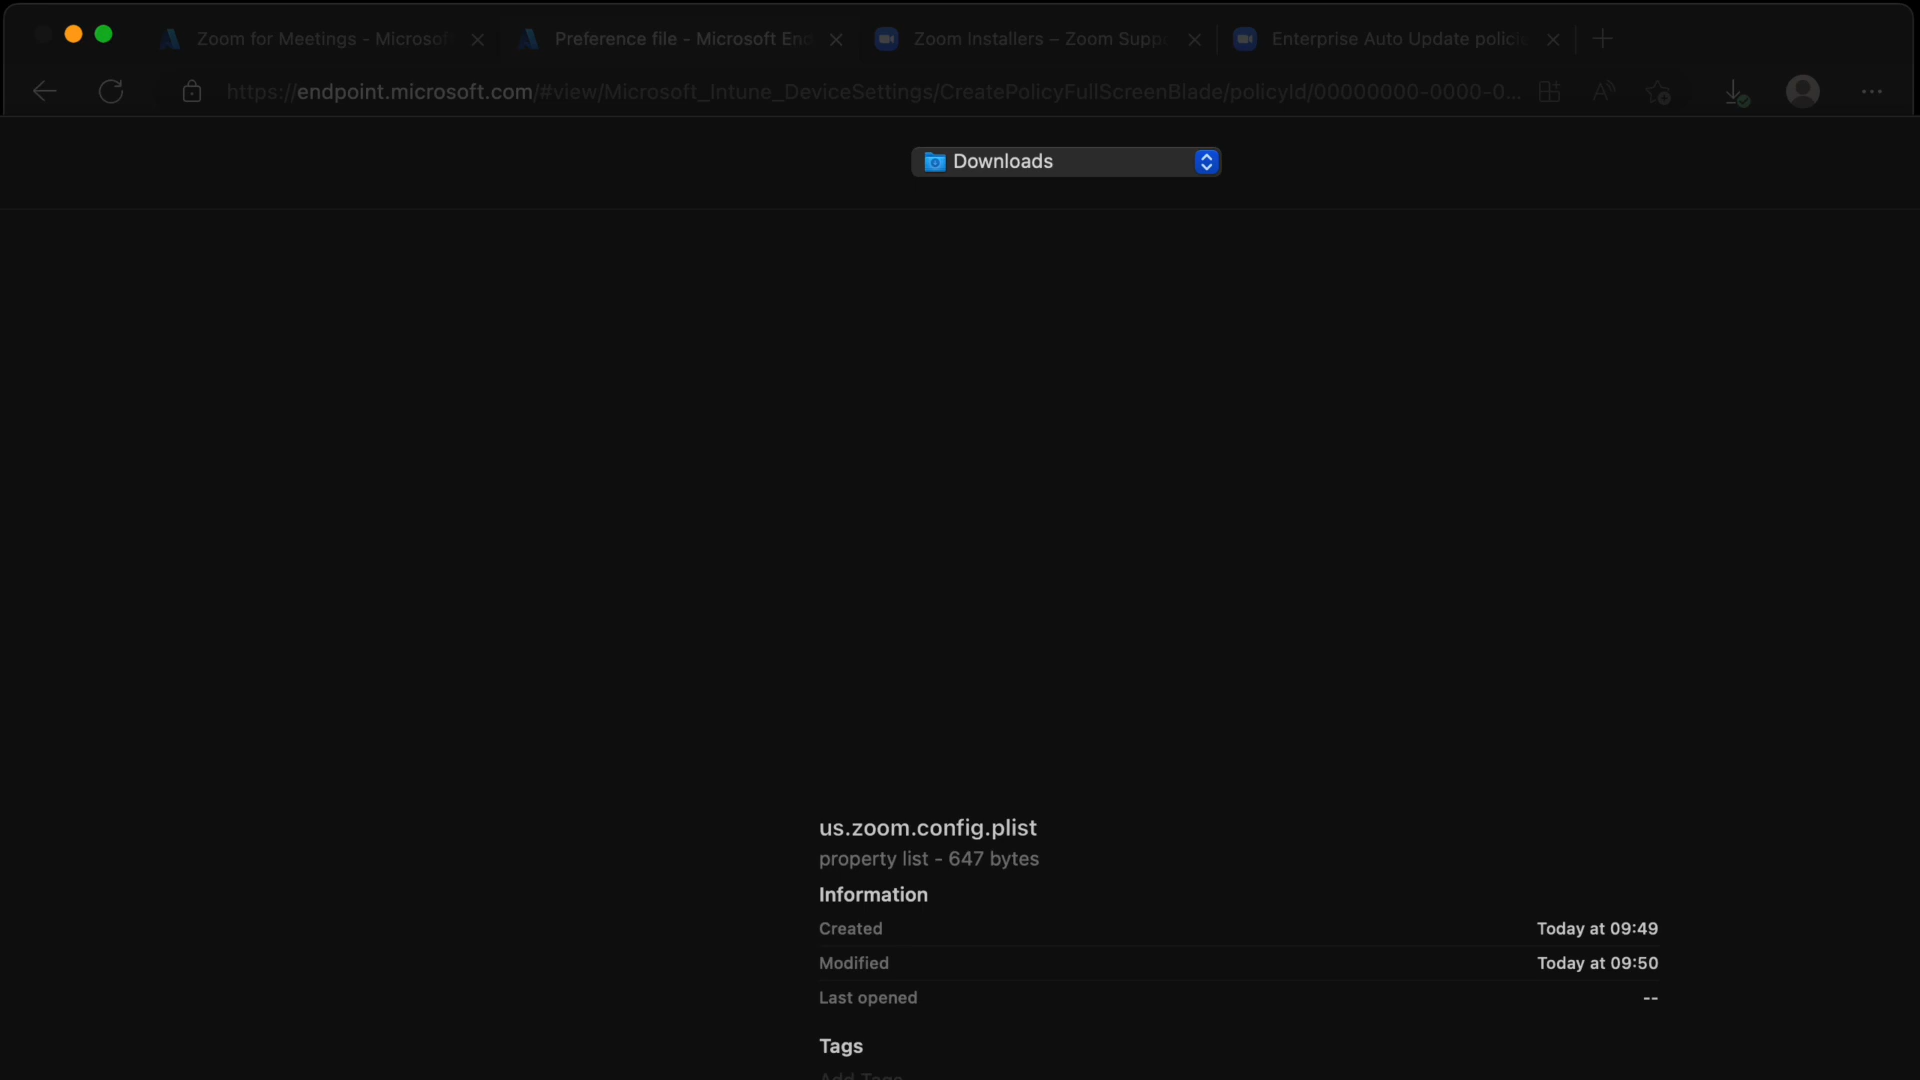 Zoom for Meetings - Microsof
Preference file - Microsoft End
Zoom Installers – Zoom Supp
Enterprise Auto Update polici
https://endpoint.microsoft.com/#view/Microsoft_Intune_DeviceSettings/CreatePolicyFullScreenBlade/policyId/00000000-0000-0...
Downloads
us.zoom.config.plist
property list - 647 bytes
Information
Created Today at 09:49
Modified Today at 09:50
Last opened --
Tags
Add Tags